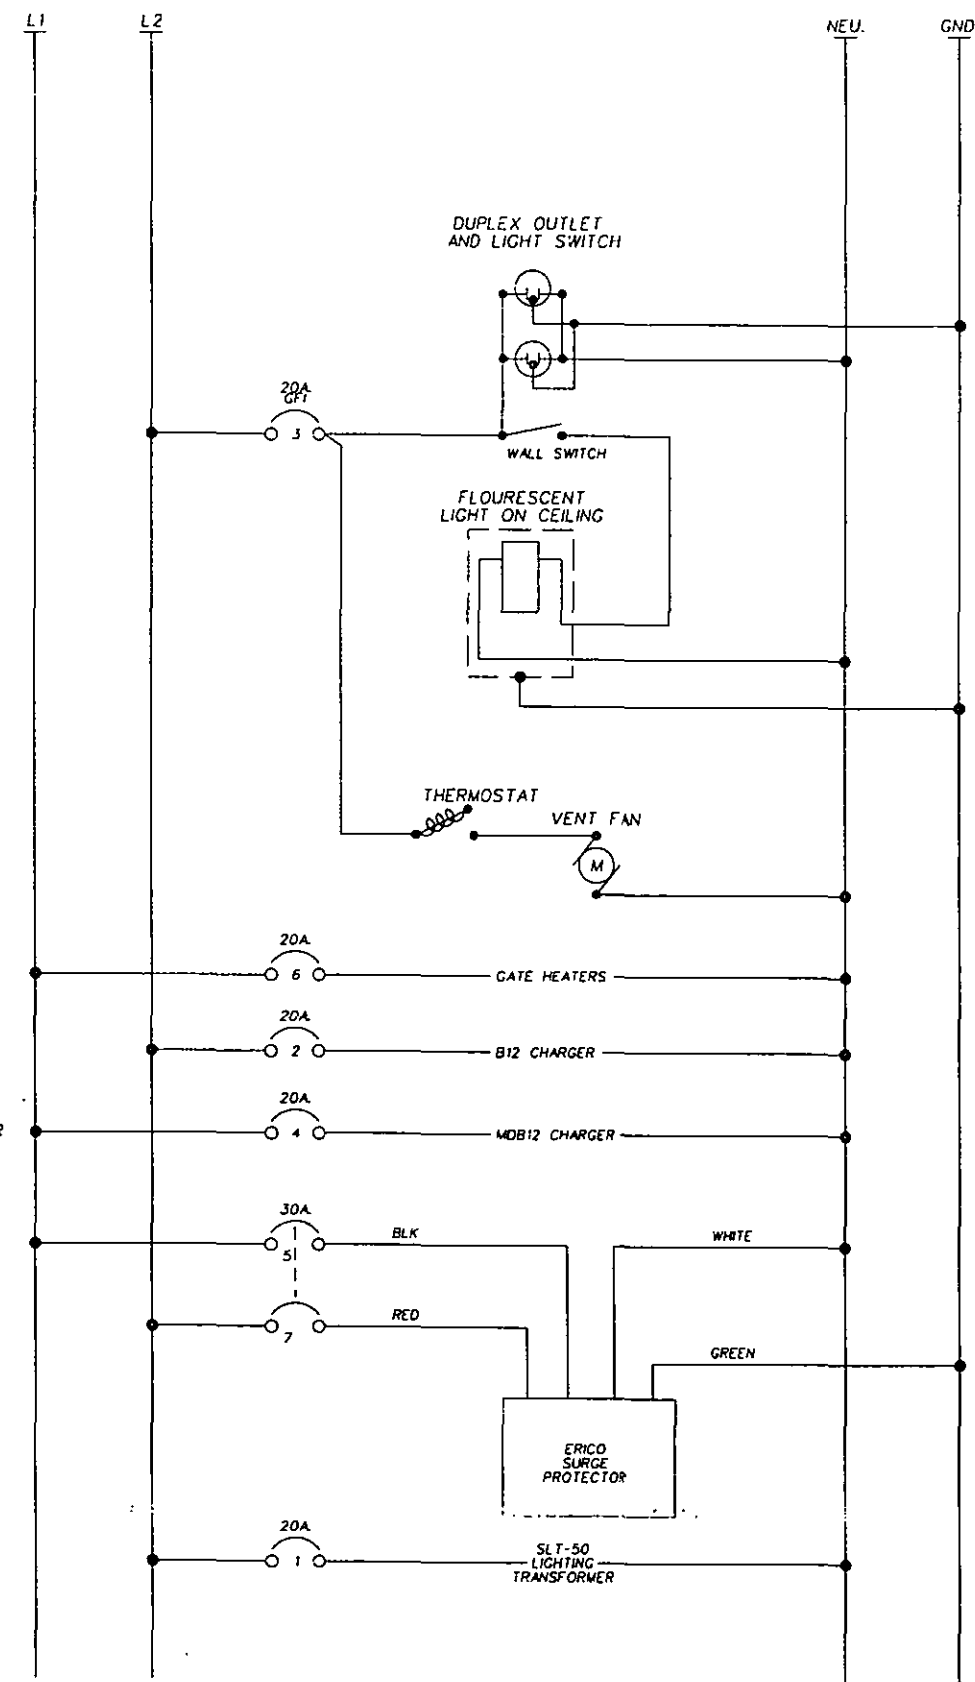 L1
L2
NEU.
GND
DUPLEX OUTLET
AND LIGHT SWITCH
20A.
GFI
3
WALL SWITCH
FLOURESCENT
LIGHT ON CEILING
THERMOSTAT
VENT FAN
M
20A.
6
GATE HEATERS
20A.
2
B12 CHARGER
20A.
4
MDB12 CHARGER
30A.
5
BLK
WHITE
7
RED
GREEN
ERICO
SURGE
PROTECTOR
20A.
1
SLT-50
LIGHTING
TRANSFORMER